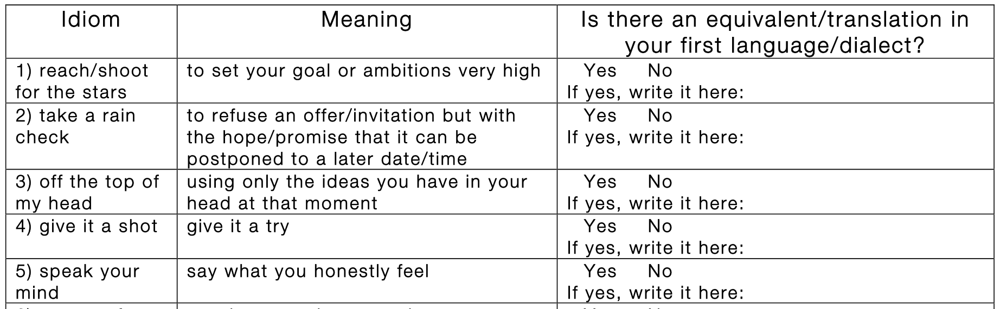 Idiom
Meaning
Is there an equivalent/translation in
your first language/dialect?
1) reach/shoot
for the stars
to set your goal or ambitions very high
Yes No
If yes, write it here:
2) take a rain
check
to refuse an offer/invitation but with
the hope/promise that it can be
postponed to a later date/time
Yes No
If yes, write it here:
3) off the top of
my head
using only the ideas you have in your
head at that moment
Yes No
If yes, write it here:
4) give it a shot
give it a try
Yes No
If yes, write it here:
5) speak your
mind
say what you honestly feel
Yes No
If yes, write it here: